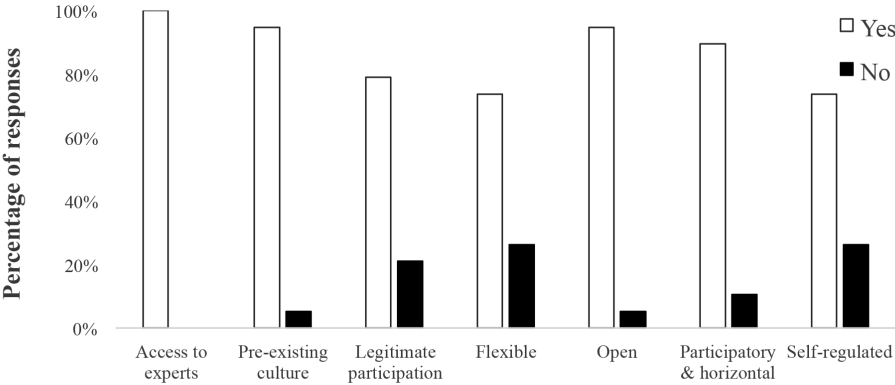 Percentage of responses
100%
80%
60%
40%
20%
0%
Yes
No
Access to
experts
Pre-existing
culture
Legitimate
participation
Flexible
Open
Participatory
& horizontal
Self-regulated